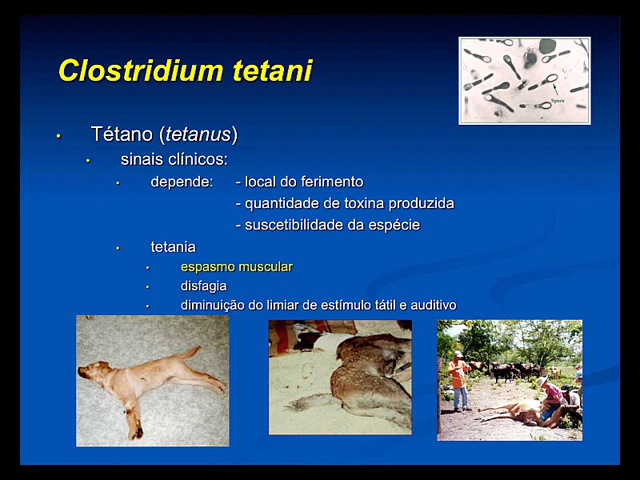 Clostridium tetani
Spore
• Tétano (tetanus)
• sinais clínicos:
• depende: - local do ferimento
- quantidade de toxina produzida
- suscetibilidade da espécie
• tetania
• espasmo muscular
• disfagia
• diminuição do limiar de estímulo tátil e auditivo